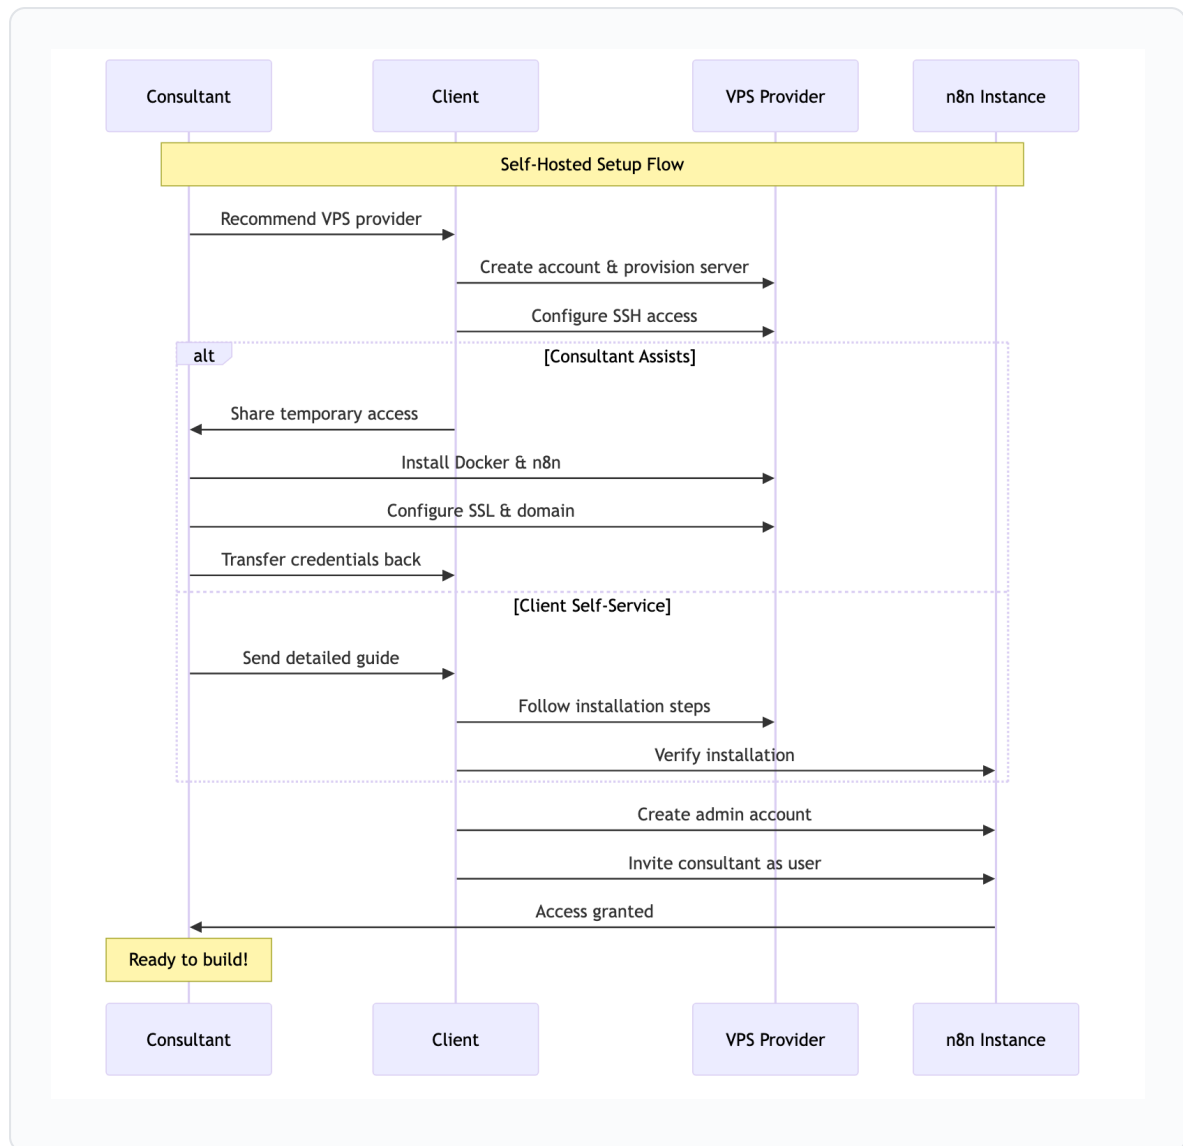 Consultant
Client
VPS Provider
n8n Instance
Self-Hosted Setup Flow
Recommend VPS provider
Create account & provision server
Configure SSH access
alt
[Consultant Assists]
Share temporary access
Install Docker & n8n
Configure SSL & domain
Transfer credentials back
[Client Self-Service]
Send detailed guide
Follow installation steps
Verify installation
Create admin account
Invite consultant as user
Access granted
Ready to build!
Consultant
Client
VPS Provider
n8n Instance